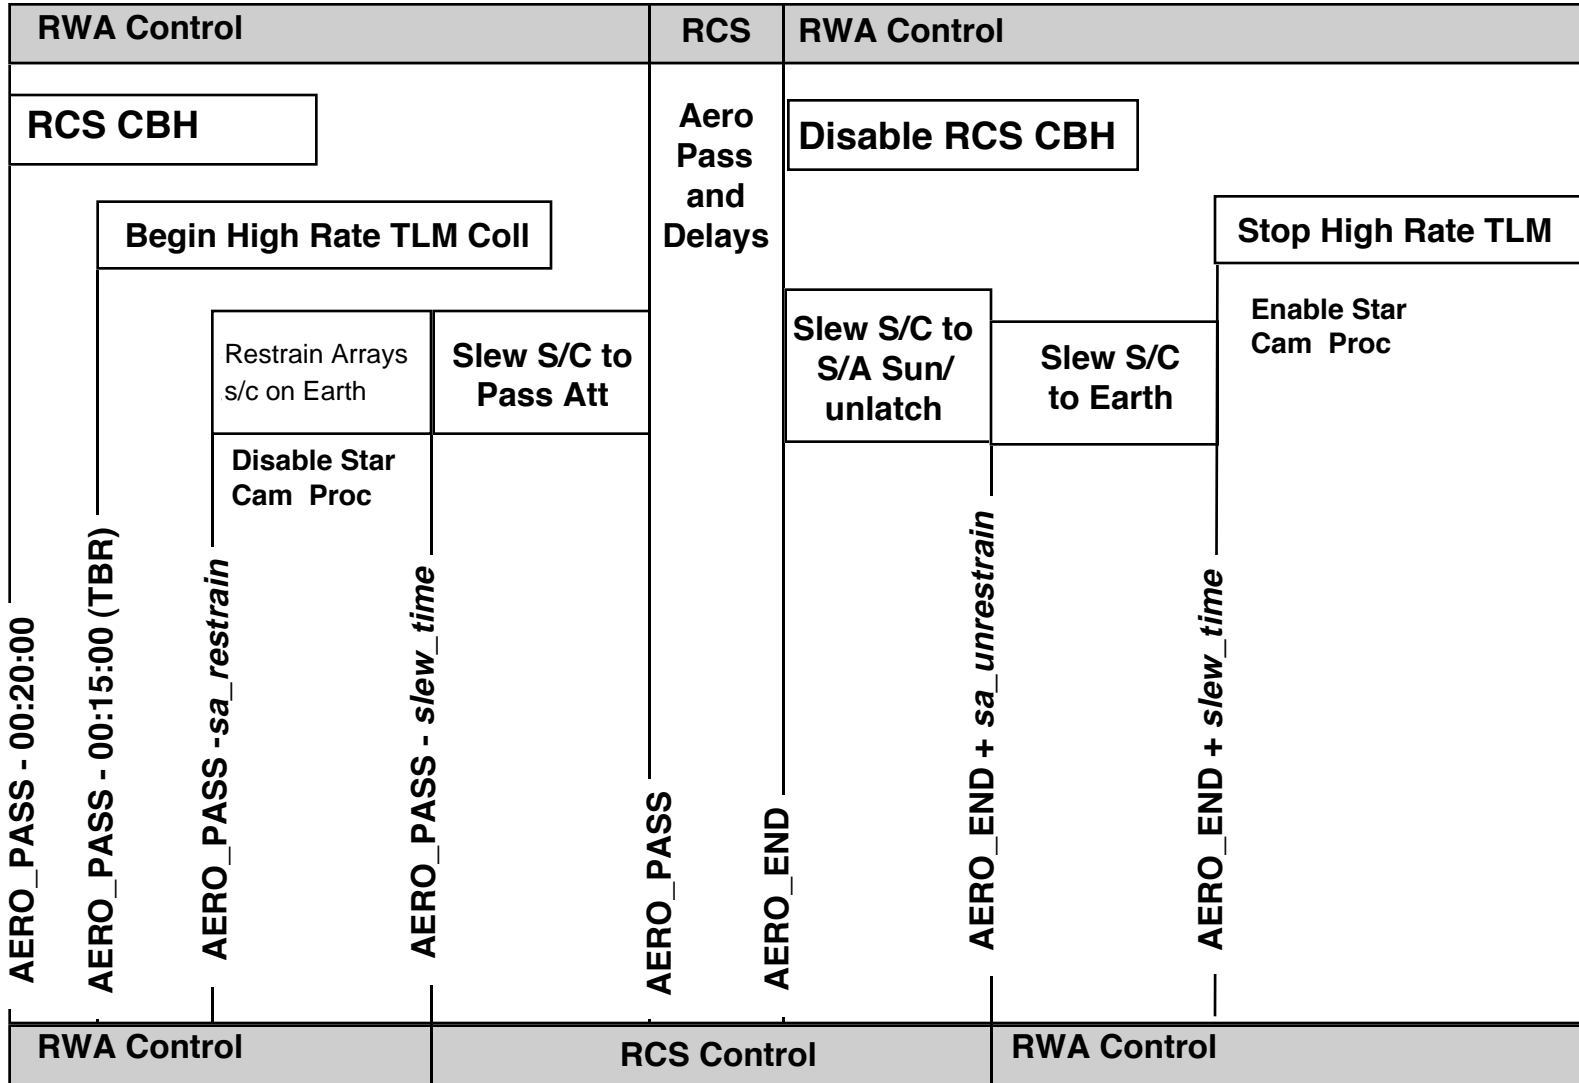 RWA Control
RCS
RWA Control
RCS CBH
Aero
Pass
and
Delays
Disable RCS CBH
Begin High Rate TLM Coll
Stop High Rate TLM
Restrain Arrays
s/c on Earth
Slew S/C to
Pass Att
Slew S/C to
S/A Sun/
unlatch
Slew S/C
to Earth
Enable Star
Cam Proc
Disable Star
Cam Proc
AERO_PASS - 00:20:00
AERO_PASS - 00:15:00 (TBR)
AERO_PASS -sa_restrain
AERO_PASS - slew_time
AERO_PASS
AERO_END
AERO_END + sa_unrestrain
AERO_END + slew_time
RWA Control
RCS Control
RWA Control